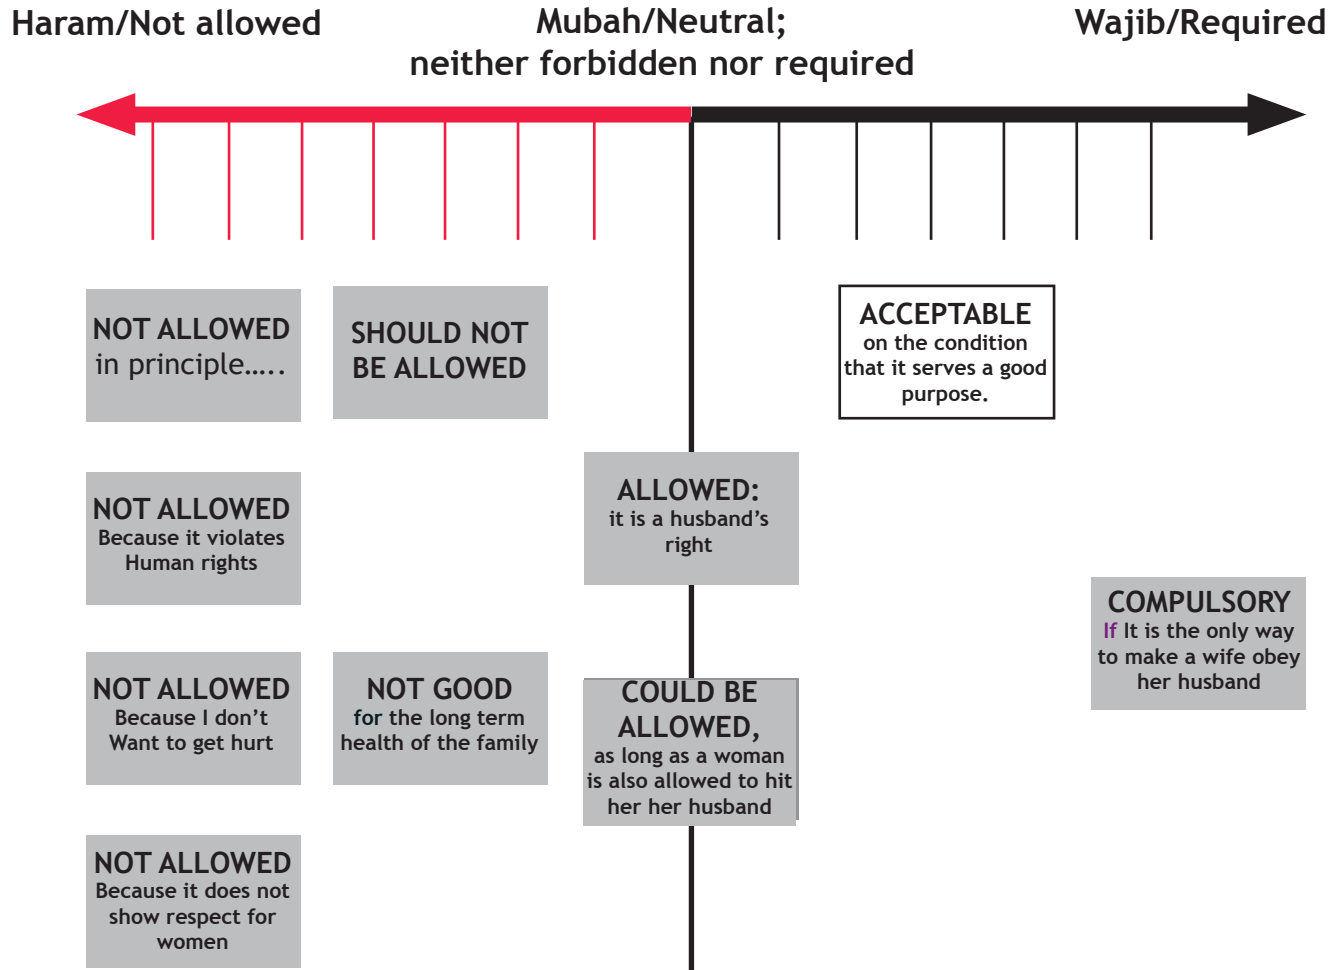 Haram/Not allowed
Mubah/Neutral;
neither forbidden nor required
Wajib/Required
NOT ALLOWED
in principle.....
SHOULD NOT
BE ALLOWED
ACCEPTABLE
on the condition
that it serves a good
purpose.
NOT ALLOWED
Because it violates
Human rights
ALLOWED:
it is a husband's
right
COMPULSORY
If It is the only way
to make a wife obey
her husband
NOT ALLOWED
Because I don't
Want to get hurt
NOT GOOD
for the long term
health of the family
COULD BE
ALLOWED,
as long as a woman
is also allowed to hit
her her husband
NOT ALLOWED
Because it does not
show respect for
women